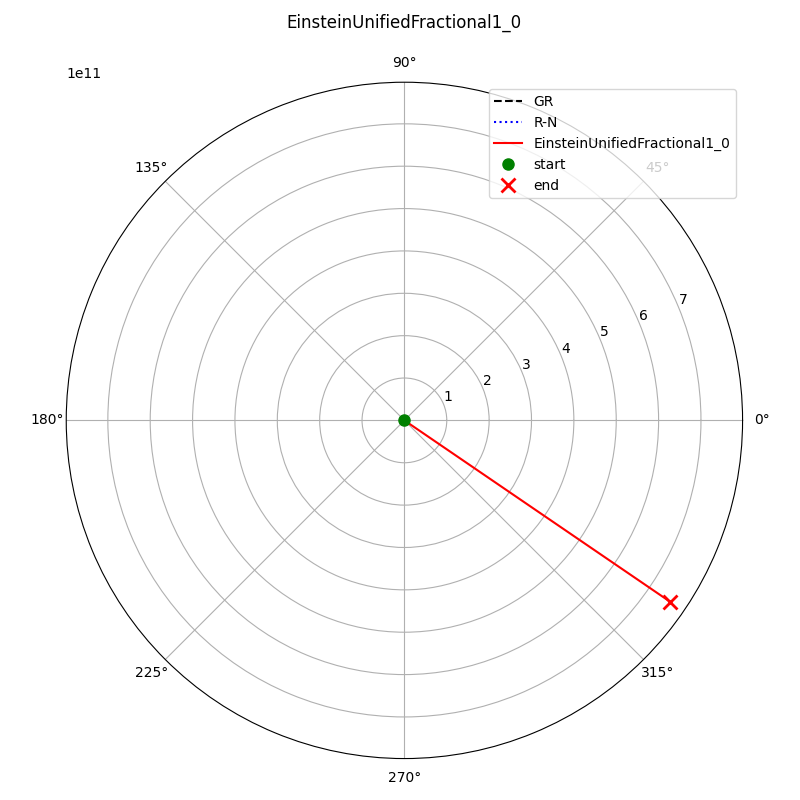 EinsteinUnifiedFractional1_0
1e11
90°
GR
R-N
EinsteinUnifiedFractional1_0
start
end
135°
45°
7
6
5
4
3
2
1
180°
0°
225°
315°
270°